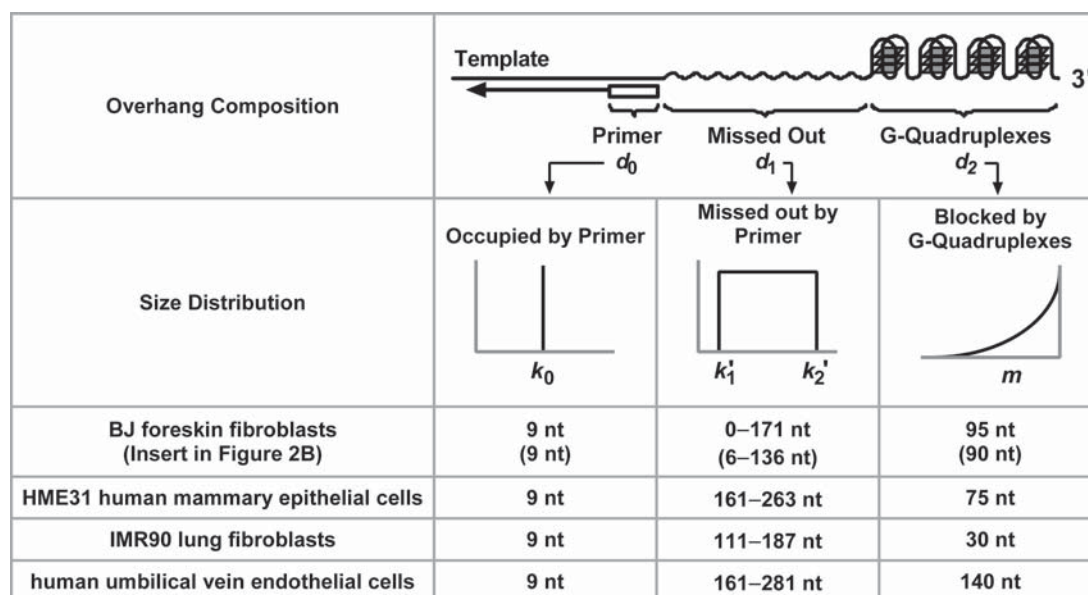 Overhang Composition
Template
3'
Primer Missed Out G-Quadruplexes
d0 d1 d2
Size Distribution
Occupied by Primer
k0
Missed out by
Primer
k1' k2'
Blocked by
G-Quadruplexes
m
BJ foreskin fibroblasts
(Insert in Figure 2B)
9 nt
(9 nt)
0–171 nt
(6–136 nt)
95 nt
(90 nt)
HME31 human mammary epithelial cells 9 nt 161–263 nt 75 nt
IMR90 lung fibroblasts 9 nt 111–187 nt 30 nt
human umbilical vein endothelial cells 9 nt 161–281 nt 140 nt